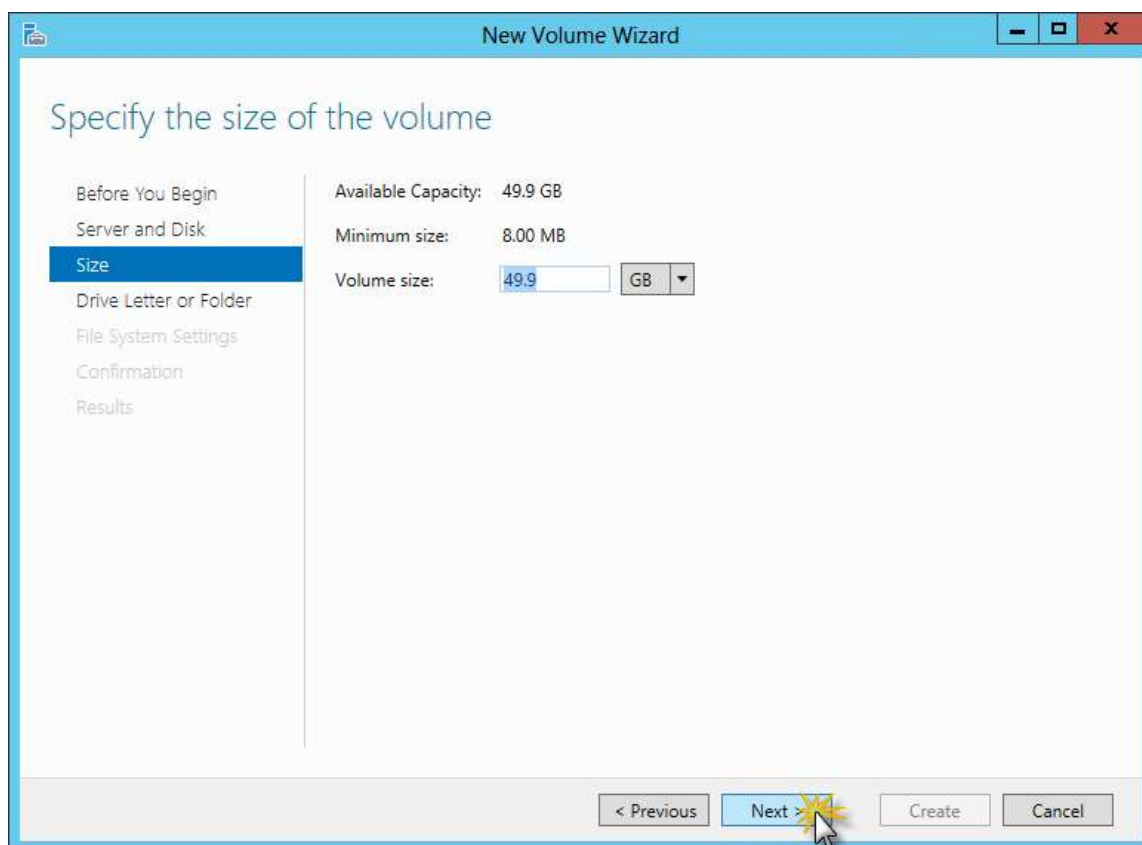 New Volume Wizard
Specify the size of the volume
Before You Begin
Server and Disk
Size
Drive Letter or Folder
File System Settings
Confirmation
Results
Available Capacity: 49.9 GB
Minimum size: 8.00 MB
Volume size: 49.9 GB
< Previous Next > Create Cancel